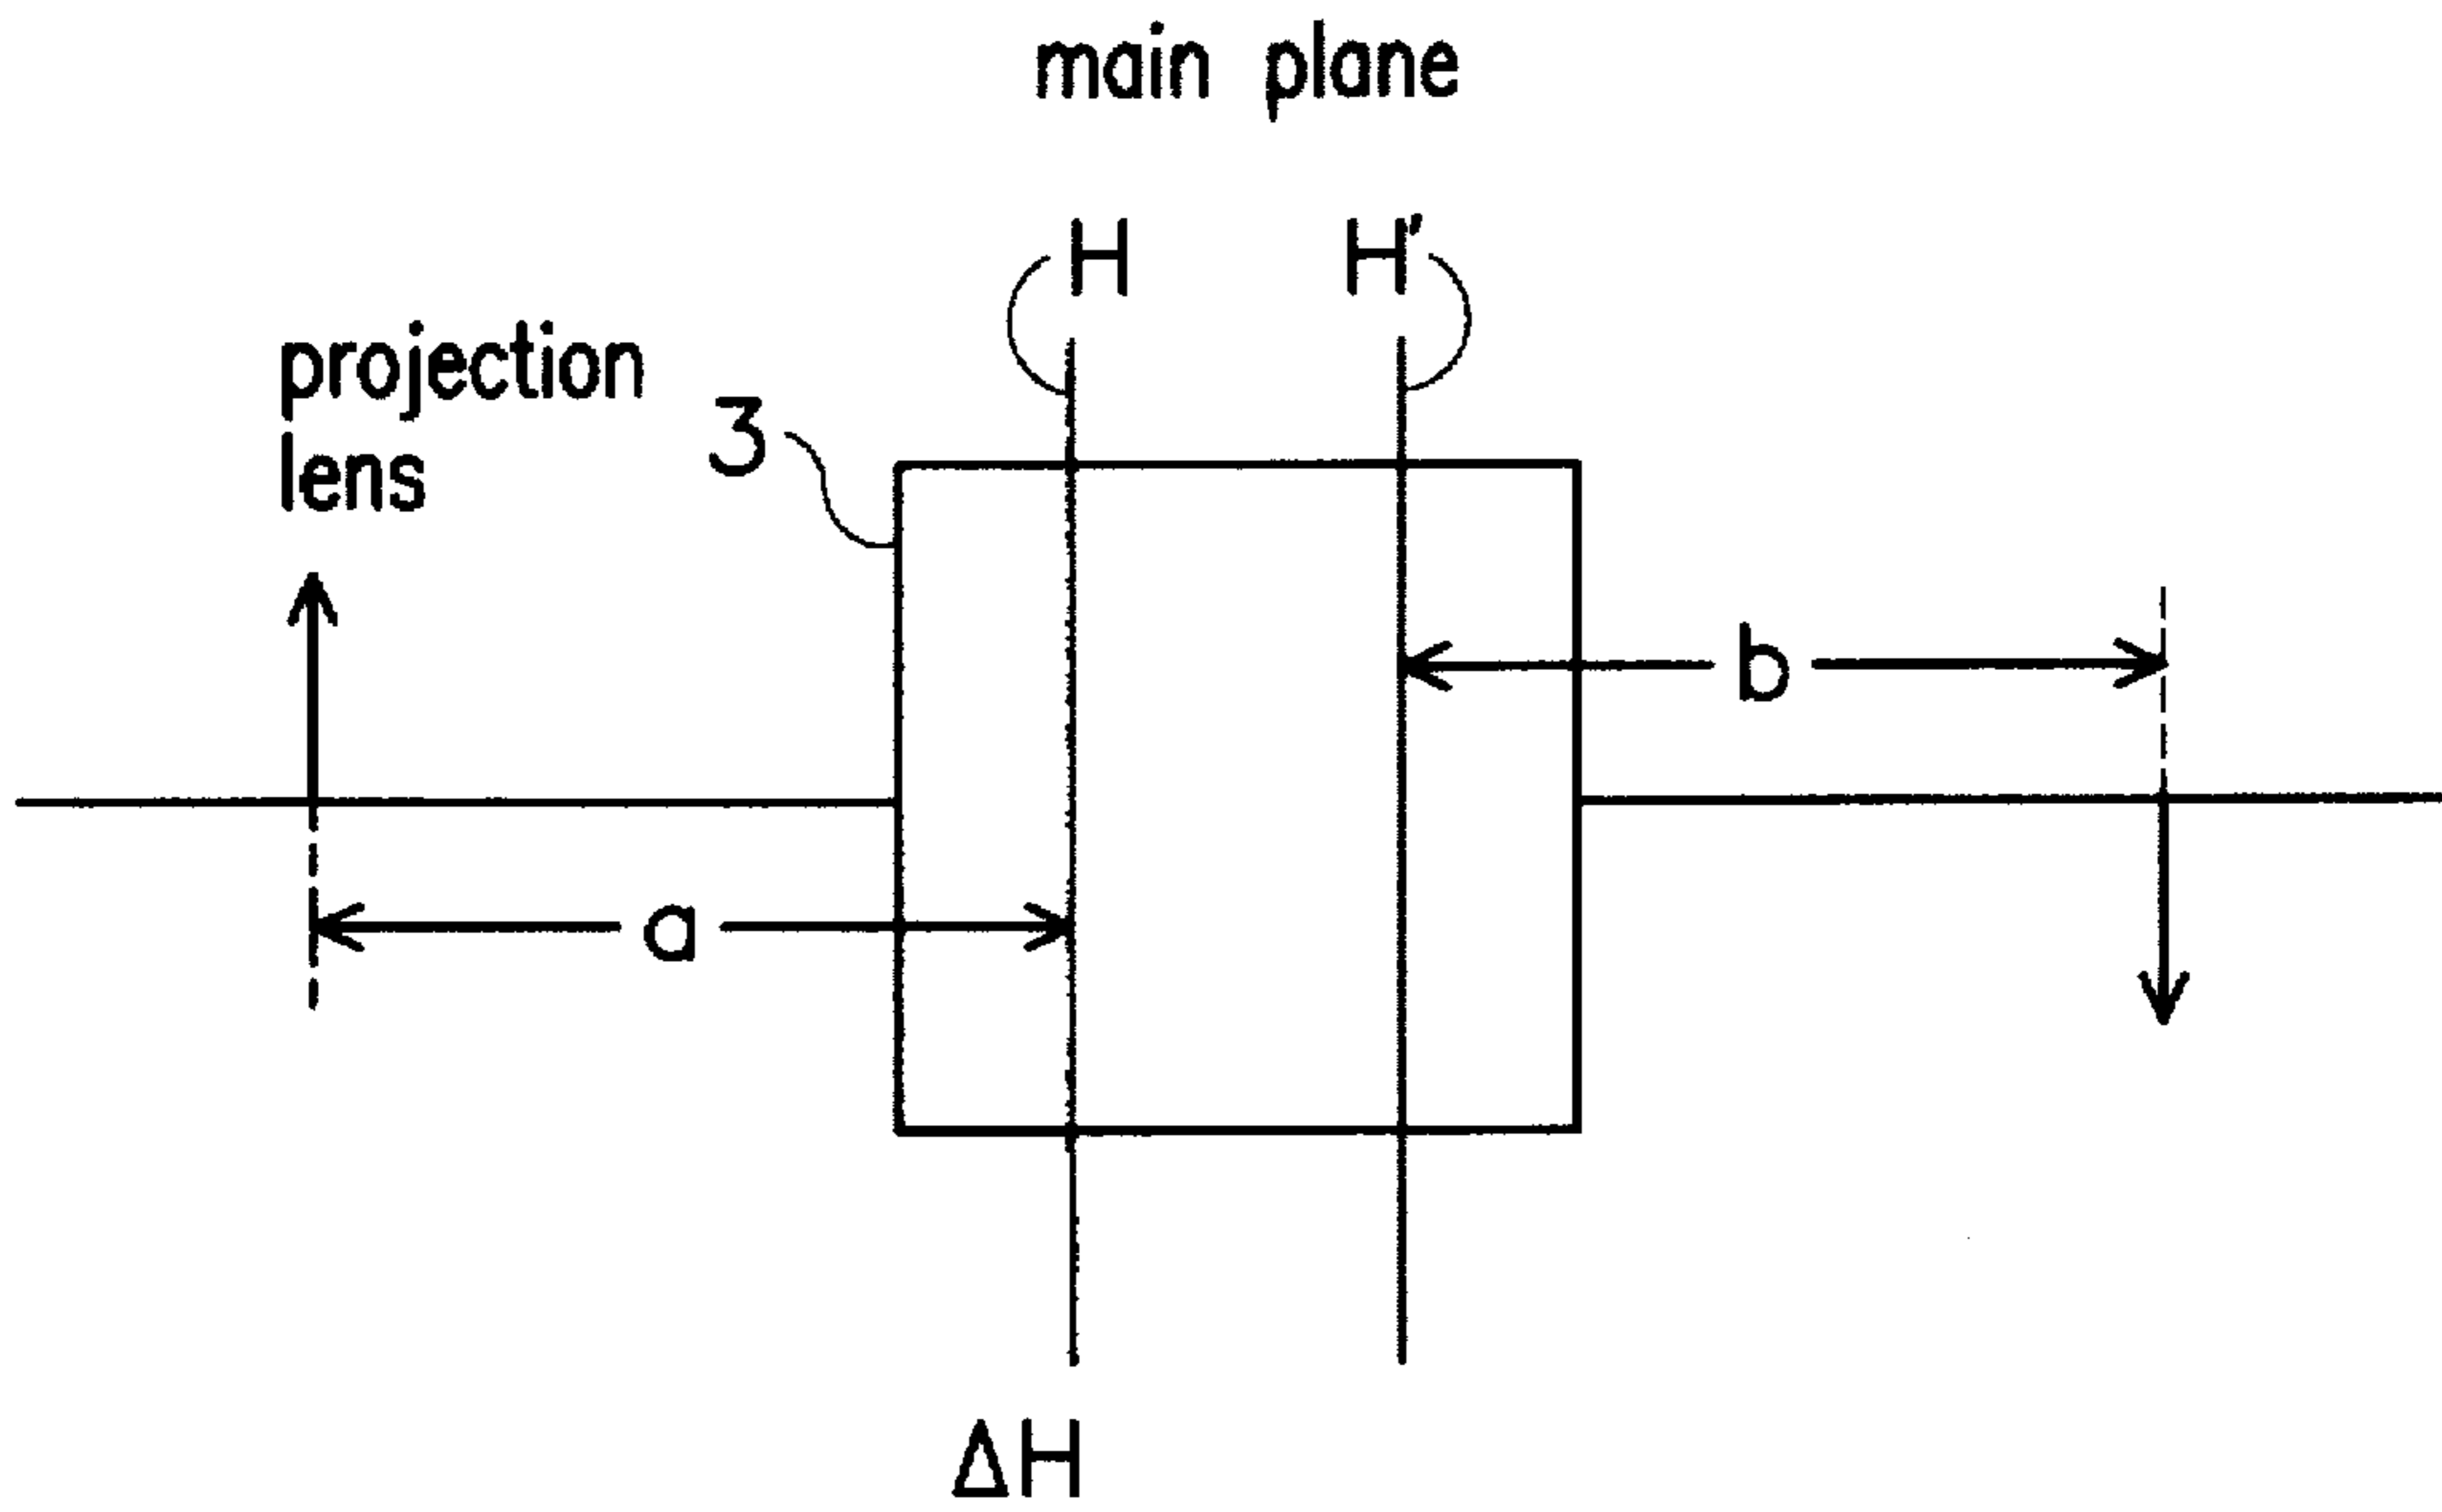 main plane
H H'
projection
lens
3
b
a
ΔH